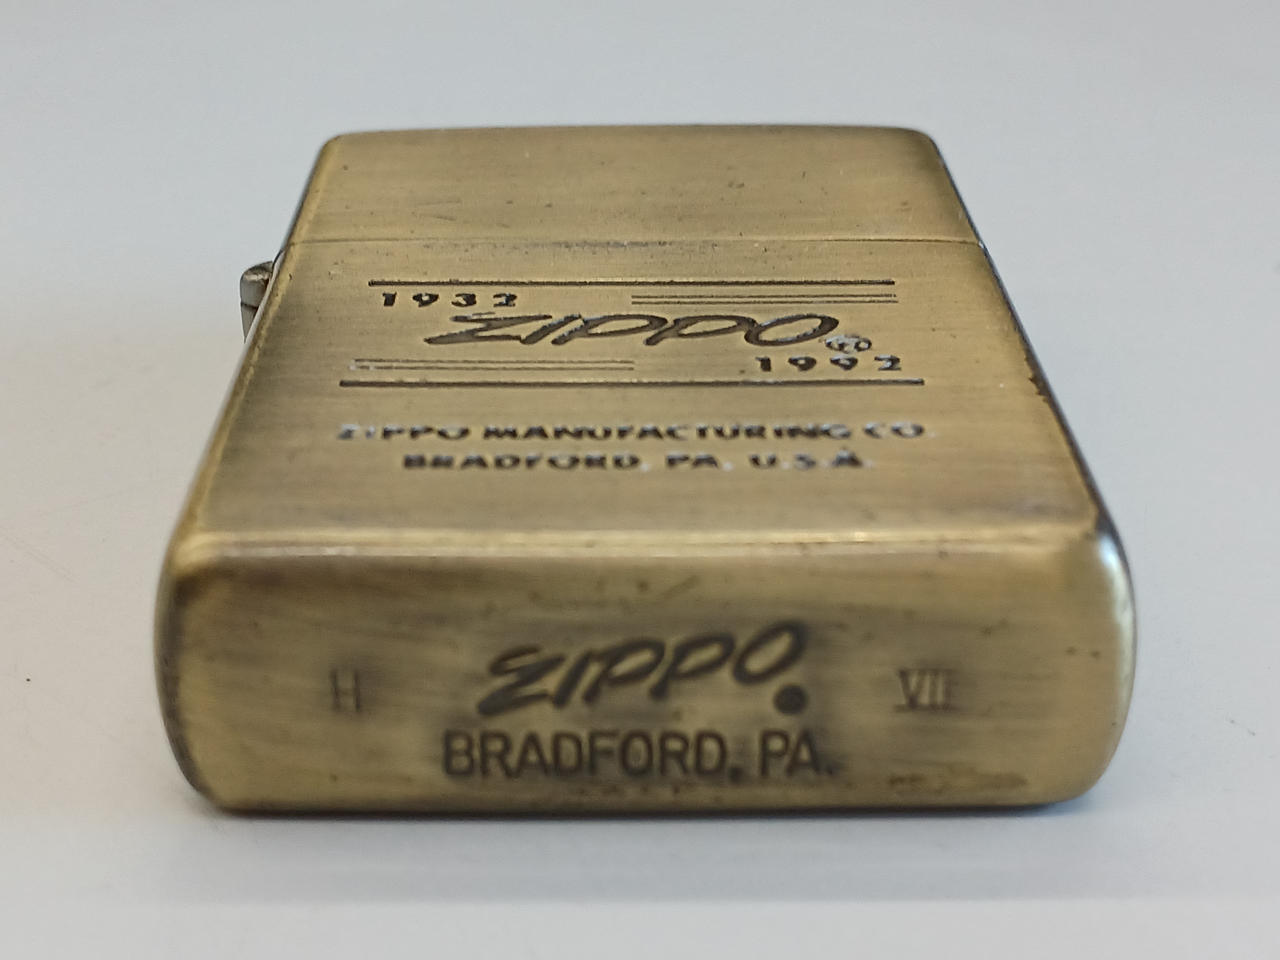 1932
ZIPPO
1992
ZIPPO MANUFACTURING CO.
BRADFORD, PA. U.S.A.
ZIPPO
H VII
BRADFORD, PA.